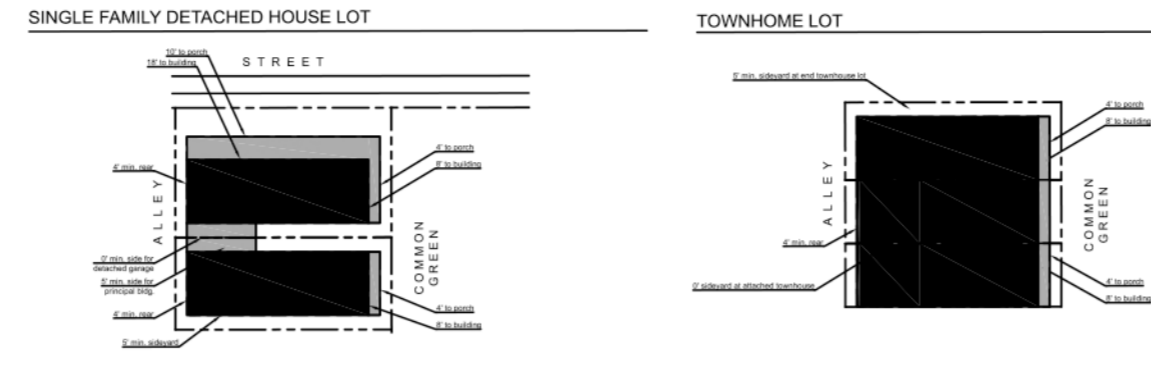 SINGLE FAMILY DETACHED HOUSE LOT
10' to porch
18' to building
STREET
4' min. rear
ALLEY
4' to porch
8' to building
COMMON
GREEN
0' min. side for
detached garage
5' min. side for
principal bldg.
4' min. rear
5' min. sideyard
4' to porch
8' to building
TOWNHOME LOT
5' min. sideyard at end townhouse lot
4' to porch
8' to building
ALLEY
COMMON
GREEN
4' min. rear
0' sideyard at attached townhouse
4' to porch
8' to building